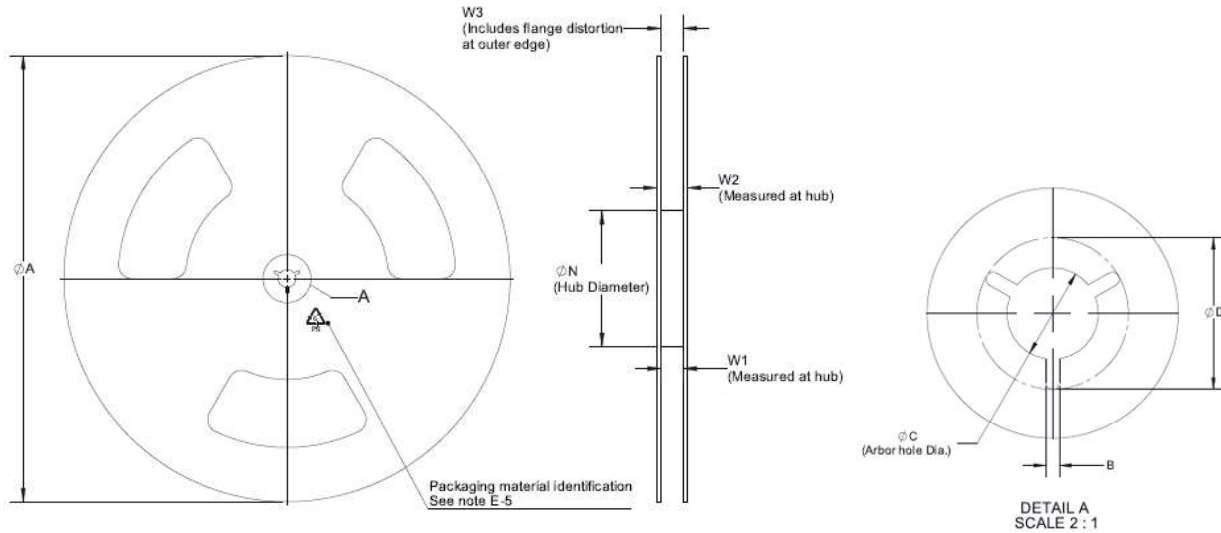 W3
(Includes flange distortion
at outer edge)
W2
(Measured at hub)
ØA
ØN
(Hub Diameter)
A
W1
(Measured at hub)
ØD
ØC
(Arbor hole Dia.)
B
Packaging material identification
See note E-5
DETAIL A
SCALE 2 : 1